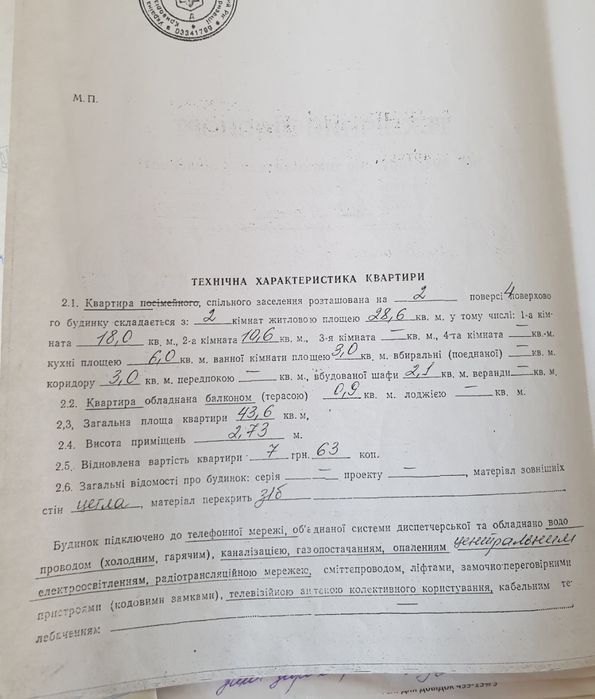 03341799
М. П.
ТЕХНІЧНА ХАРАКТЕРИСТИКА КВАРТИРИ
2.1. Квартира посімейного, спільного заселення розташована на 2 поверсі 4 поверхово
го будинку складається з: 2 кімнат житловою площею 28,6 кв. м, у тому числі: 1-а кім-
ната 18,0 кв. м., 2-а кімната 10,6 кв. м., 3-я кімната — кв. м., 4-та кімната — кв.-м.
кухні площею 6,0 кв. м. ванної кімнати площею 3,0 кв. м. вбиральні (поєднаної) — кв. м.
коридору 3,0 кв. м. передпокою — кв. м., вбудованої шафи 2,1 кв. м. веранди — кв. м.
2.2. Квартира обладнана балконом (терасою) 0,9 кв. м. лоджією — кв. м.
2.3. Загальна площа квартири 43,6 кв. м.
2.4. Висота приміщень 2,73 м.
2.5. Відновлена вартість квартири 7 грн. 63 коп.
2.6. Загальні відомості про будинок: серія — проекту —, матеріал зовнішніх
стін цегла, матеріал перекрить з/б
Будинок підключено до телефонної мережі, об'єднаної системи диспетчерської та обладнано водо
проводом (холодним, гарячим), каналізацією, газопостачанням, опаленням центральним
електроосвітленням, радіотрансляційною мережею, сміттепроводом, ліфтами, замочно-переговірними
пристроями (кодовими замками), телевізійною антеною колективного користування, кабельним те
лебаченням —
для довідок